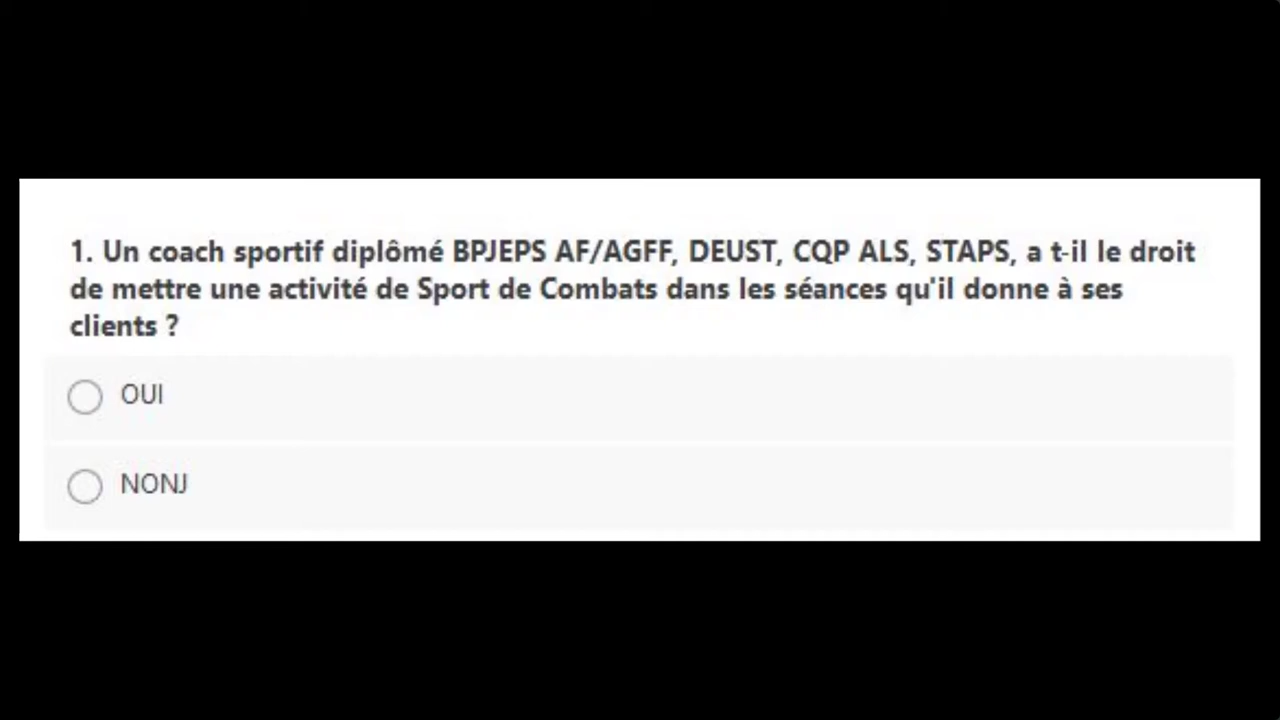 1. Un coach sportif diplômé BPJEPS AF/AGFF, DEUST, CQP ALS, STAPS, a t-il le droit
de mettre une activité de Sport de Combats dans les séances qu'il donne à ses
clients ?
OUI
NONJ